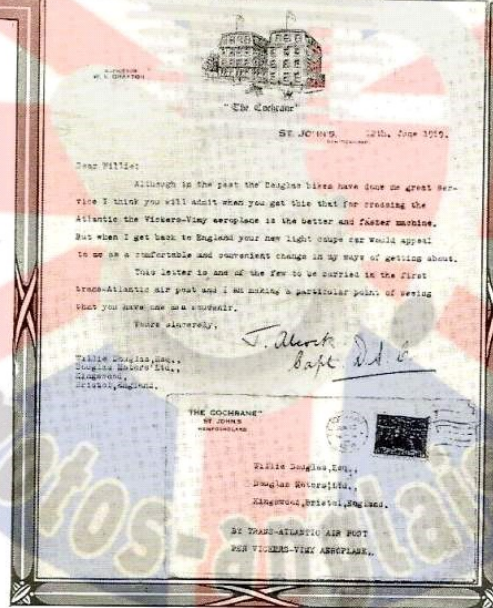 "The Cochrane"
ST. JOHN'S, 12th. June 1919.
NEWFOUNDLAND
Dear Willie:
Although in the past the Douglas bikes have done me great ser-
vice I think you will admit when you get this that for crossing the
Atlantic the Vickers-Vimy aeroplane is the better and faster machine.
But when I get back to England your new light coupe car would appeal
to me as a comfortable and convenient change in my ways of getting about.
This letter is one of the few to be carried in the first
trans-Atlantic air post and I am making a particular point of seeing
that you have one as a souvenir.
Yours sincerely,
J. Alcock
Capt D.S.C.
Willie Douglas, Esq.,
Douglas Motors Ltd.,
Kingswood,
Bristol, England.
THE COCHRANE"
ST JOHN'S
NEWFOUNDLAND
Willie Douglas, Esq.,
Douglas Motors, Ltd.,
Kingswood, Bristol, England.
BY TRANS-ATLANTIC AIR POST
PER VICKERS-VIMY AEROPLANE.